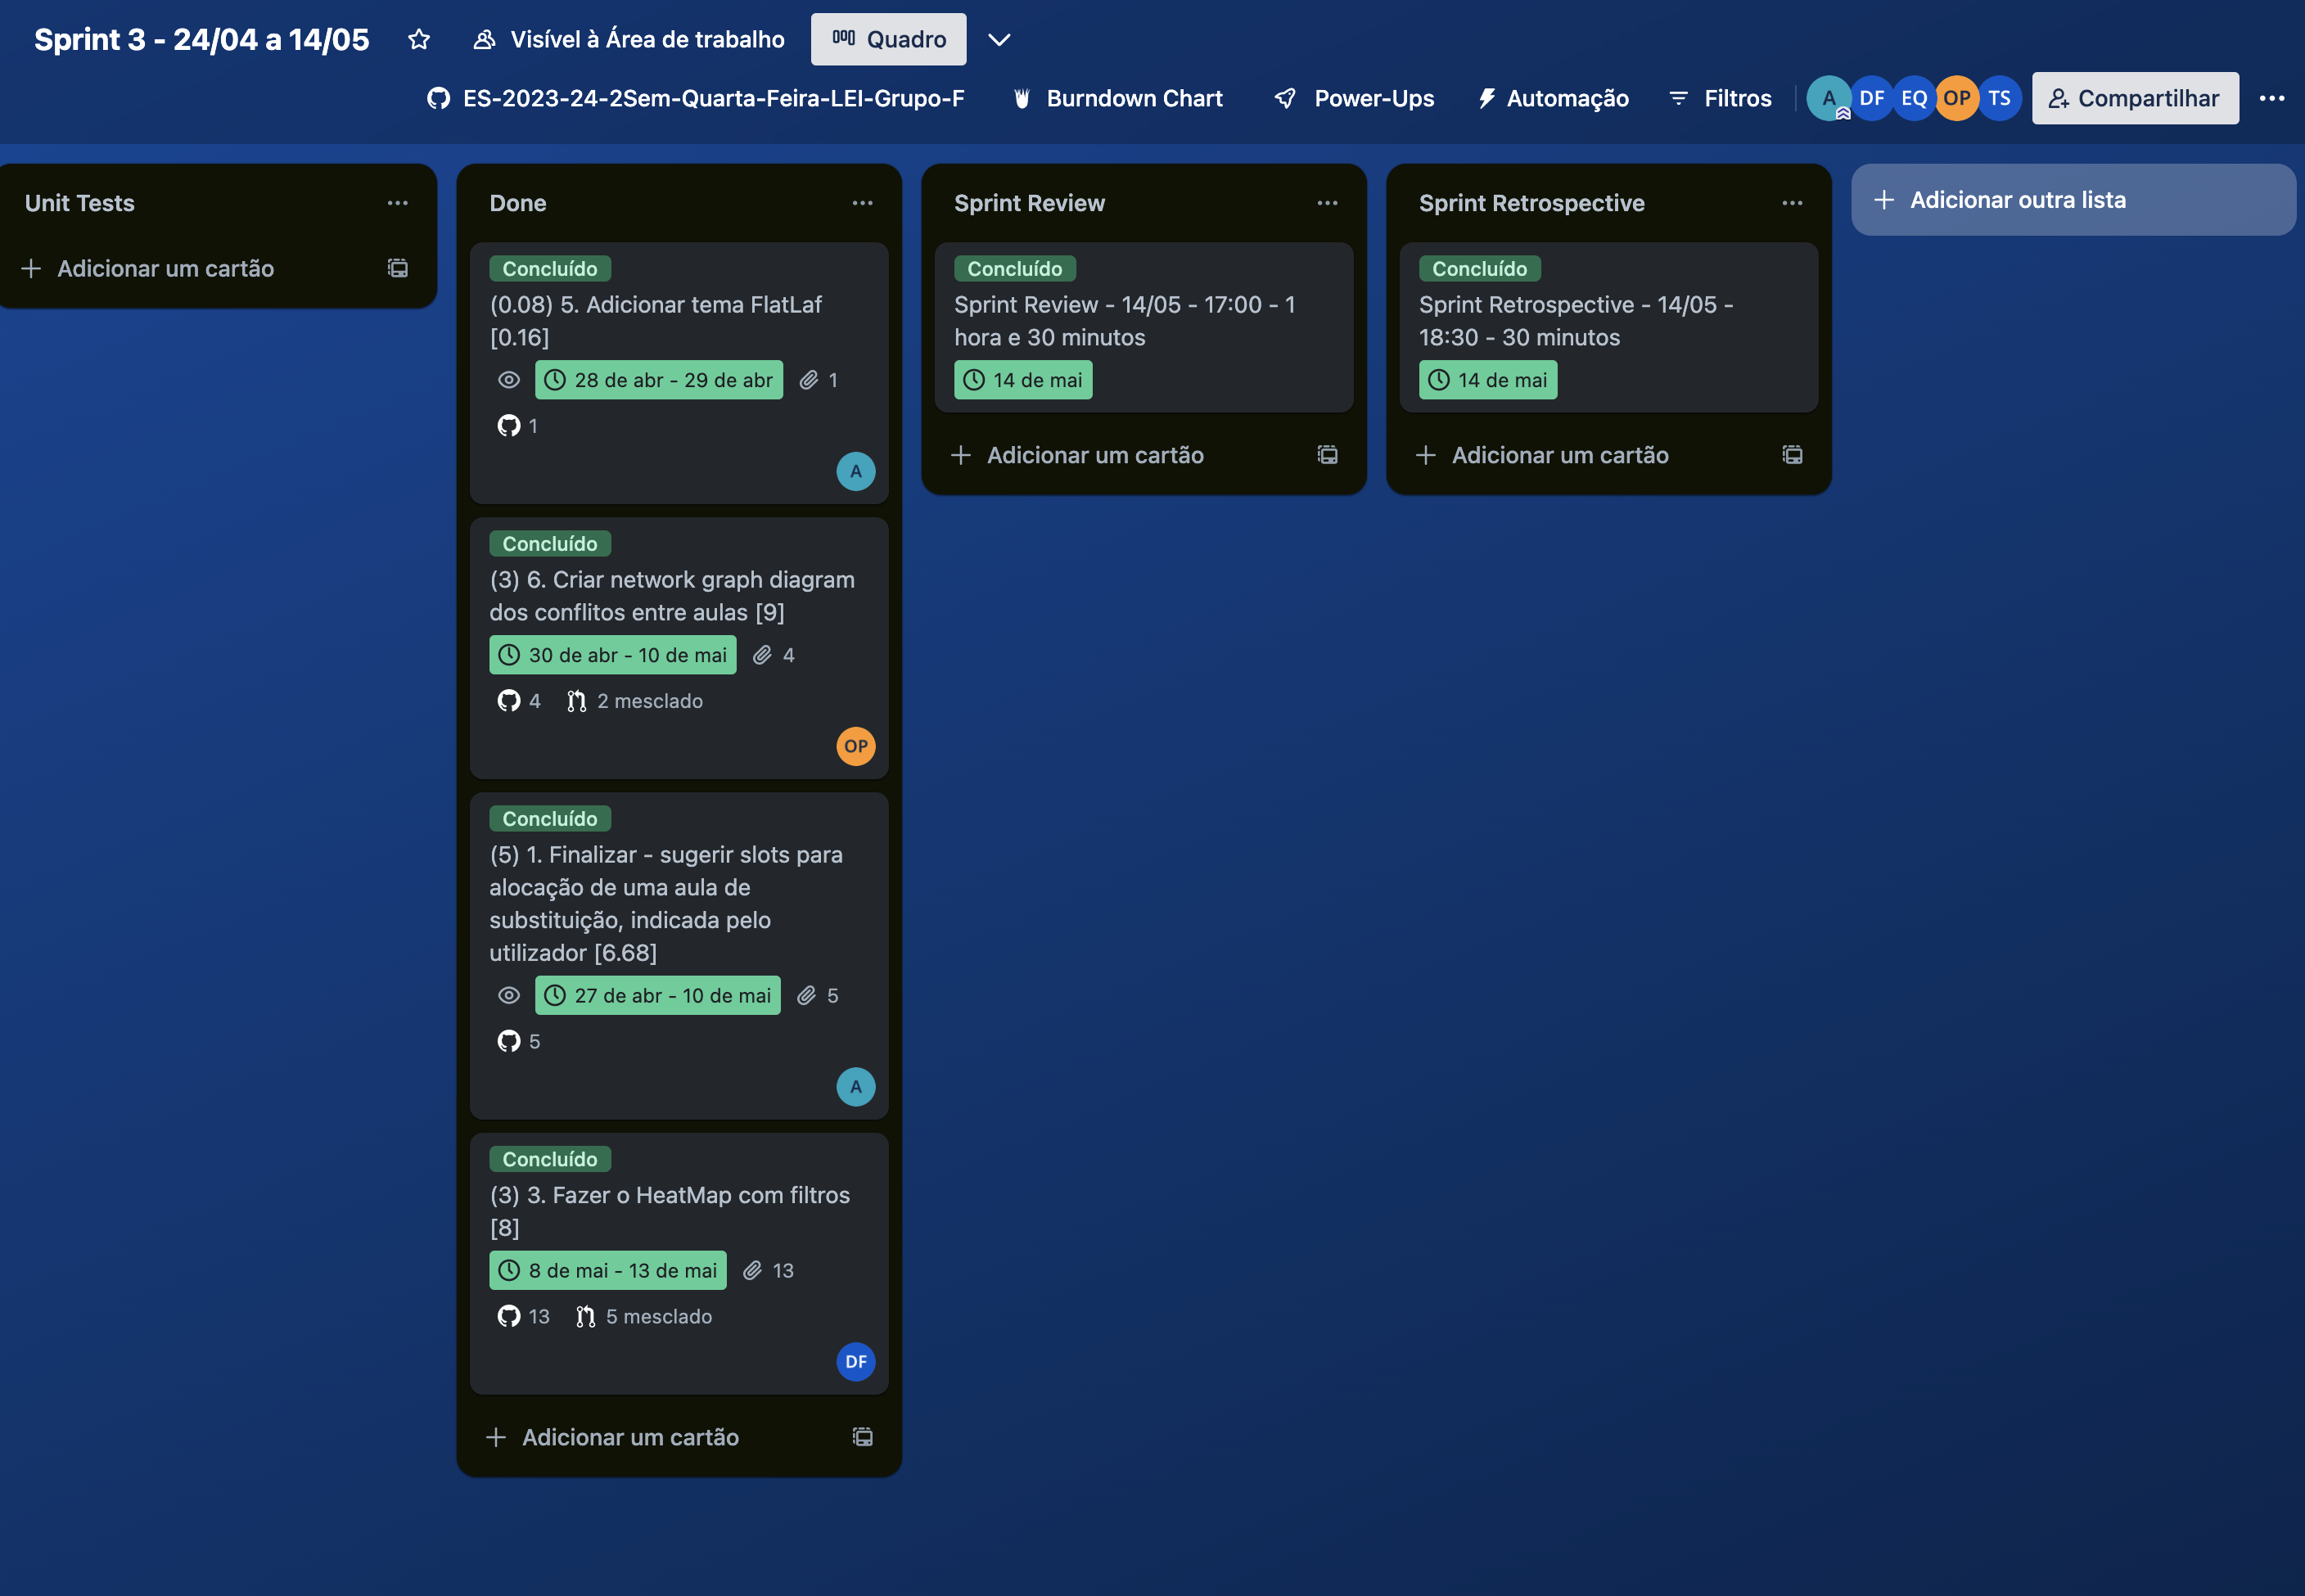 Sprint 3 - 24/04 a 14/05
Visível à Área de trabalho
Quadro
ES-2023-24-2Sem-Quarta-Feira-LEI-Grupo-F
Burndown Chart
Power-Ups
Automação
Filtros
A
DF
EQ
OP
TS
Compartilhar
Unit Tests
Adicionar um cartão
Done
Concluído
(0.08) 5. Adicionar tema FlatLaf
[0.16]
28 de abr - 29 de abr
1
1
A
Concluído
(3) 6. Criar network graph diagram
dos conflitos entre aulas [9]
30 de abr - 10 de mai
4
4
2 mesclado
OP
Concluído
(5) 1. Finalizar - sugerir slots para
alocação de uma aula de
substituição, indicada pelo
utilizador [6.68]
27 de abr - 10 de mai
5
5
A
Concluído
(3) 3. Fazer o HeatMap com filtros
[8]
8 de mai - 13 de mai
13
13
5 mesclado
DF
Adicionar um cartão
Sprint Review
Concluído
Sprint Review - 14/05 - 17:00 - 1
hora e 30 minutos
14 de mai
Adicionar um cartão
Sprint Retrospective
Concluído
Sprint Retrospective - 14/05 -
18:30 - 30 minutos
14 de mai
Adicionar um cartão
Adicionar outra lista